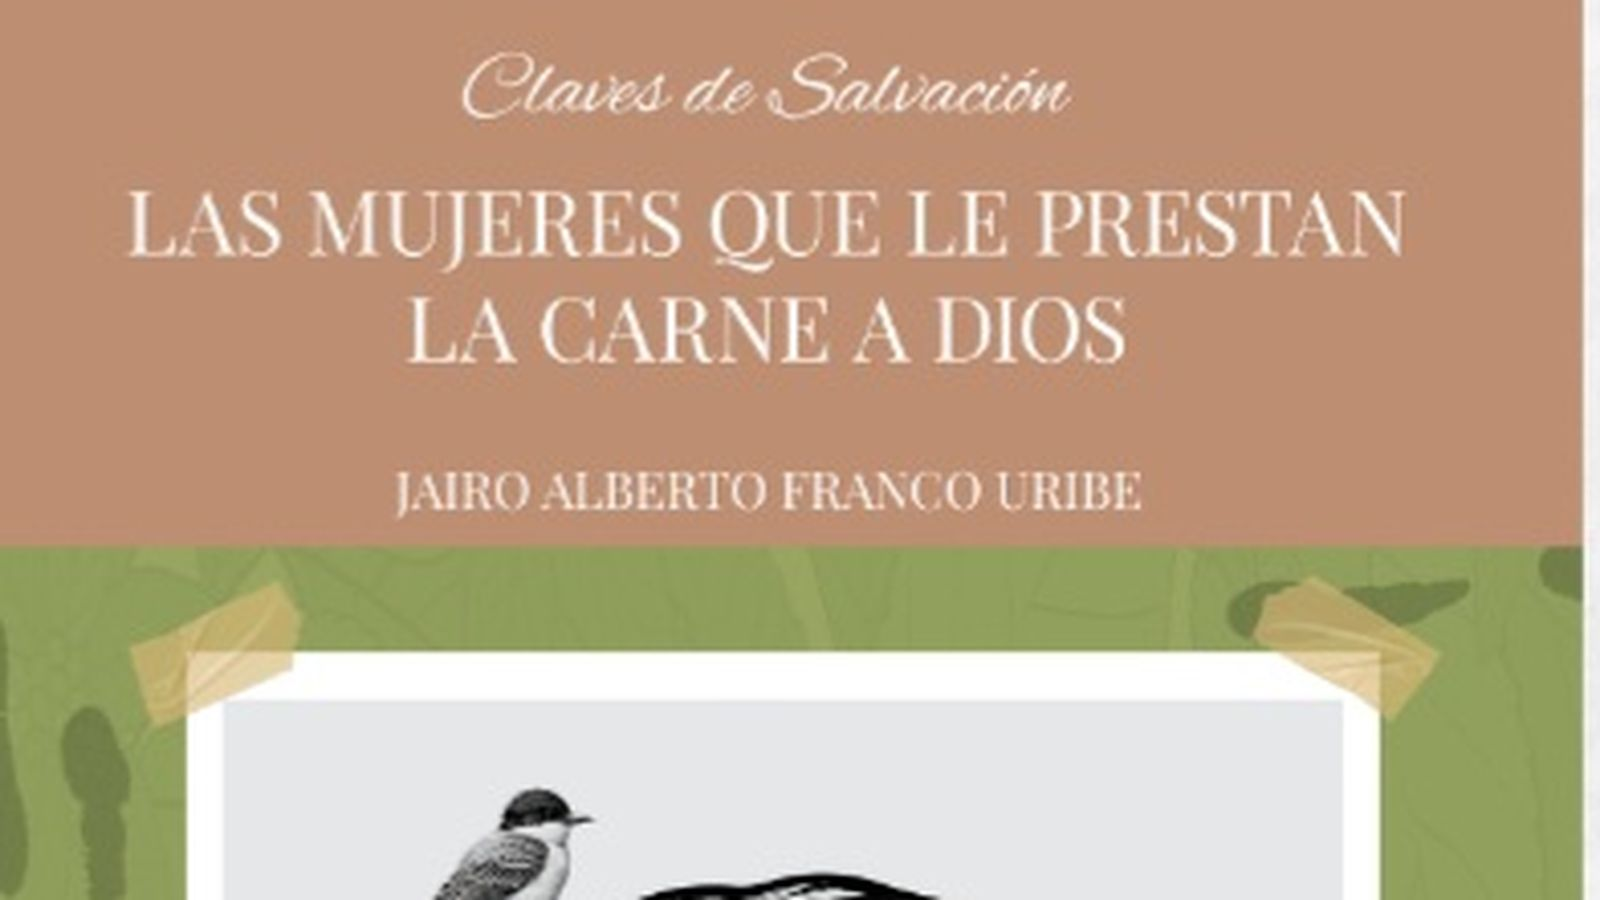 Claves de Salvación
LAS MUJERES QUE LE PRESTAN
LA CARNE A DIOS
JAIRO ALBERTO FRANCO URIBE